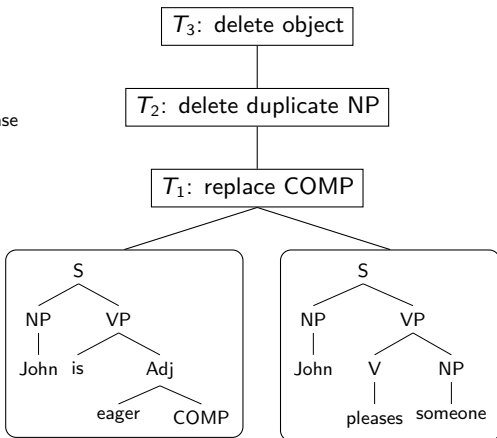 T₃: delete object
T₂: delete duplicate NP
T₁: replace COMP
S
NP VP
John is Adj
eager COMP
S
NP VP
John V NP
pleases someone